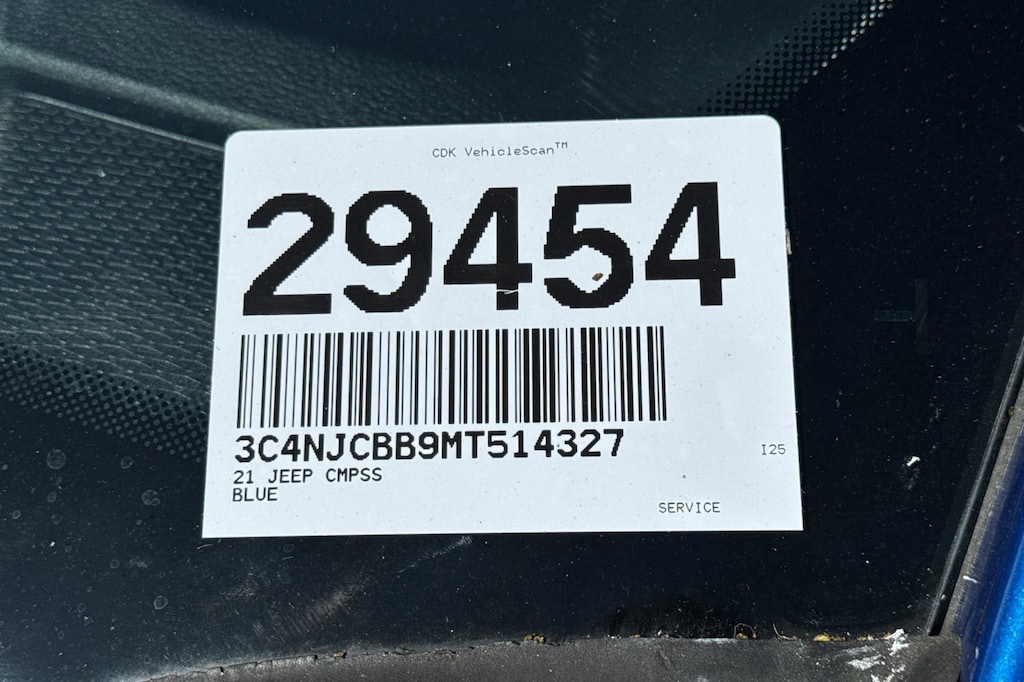 CDK VehicleScan™
29454
3C4NJCBB9MT514327
21 JEEP CMPSS
BLUE
I25
SERVICE